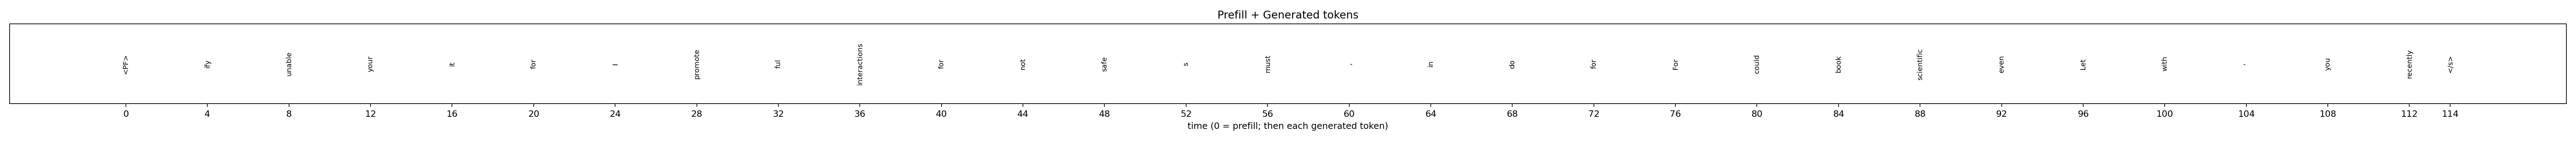 Prefill + Generated tokens
<PF> ify unable your it for I promote ful interactions for not safe s must - in do for For could book scientific even Let with - you recently </s>
0 4 8 12 16 20 24 28 32 36 40 44 48 52 56 60 64 68 72 76 80 84 88 92 96 100 104 108 112 114
time (0 = prefill; then each generated token)